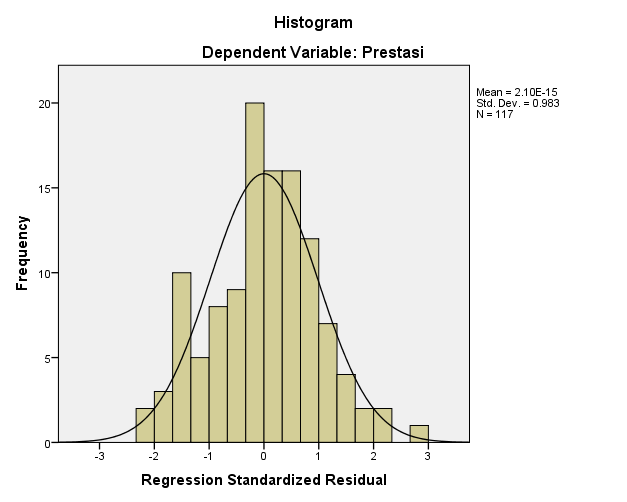 Histogram
Dependent Variable: Prestasi
Mean = 2.10E-15
Std. Dev. = 0.983
N = 117
Frequency
20
15
10
5
0
-3 -2 -1 0 1 2 3
Regression Standardized Residual